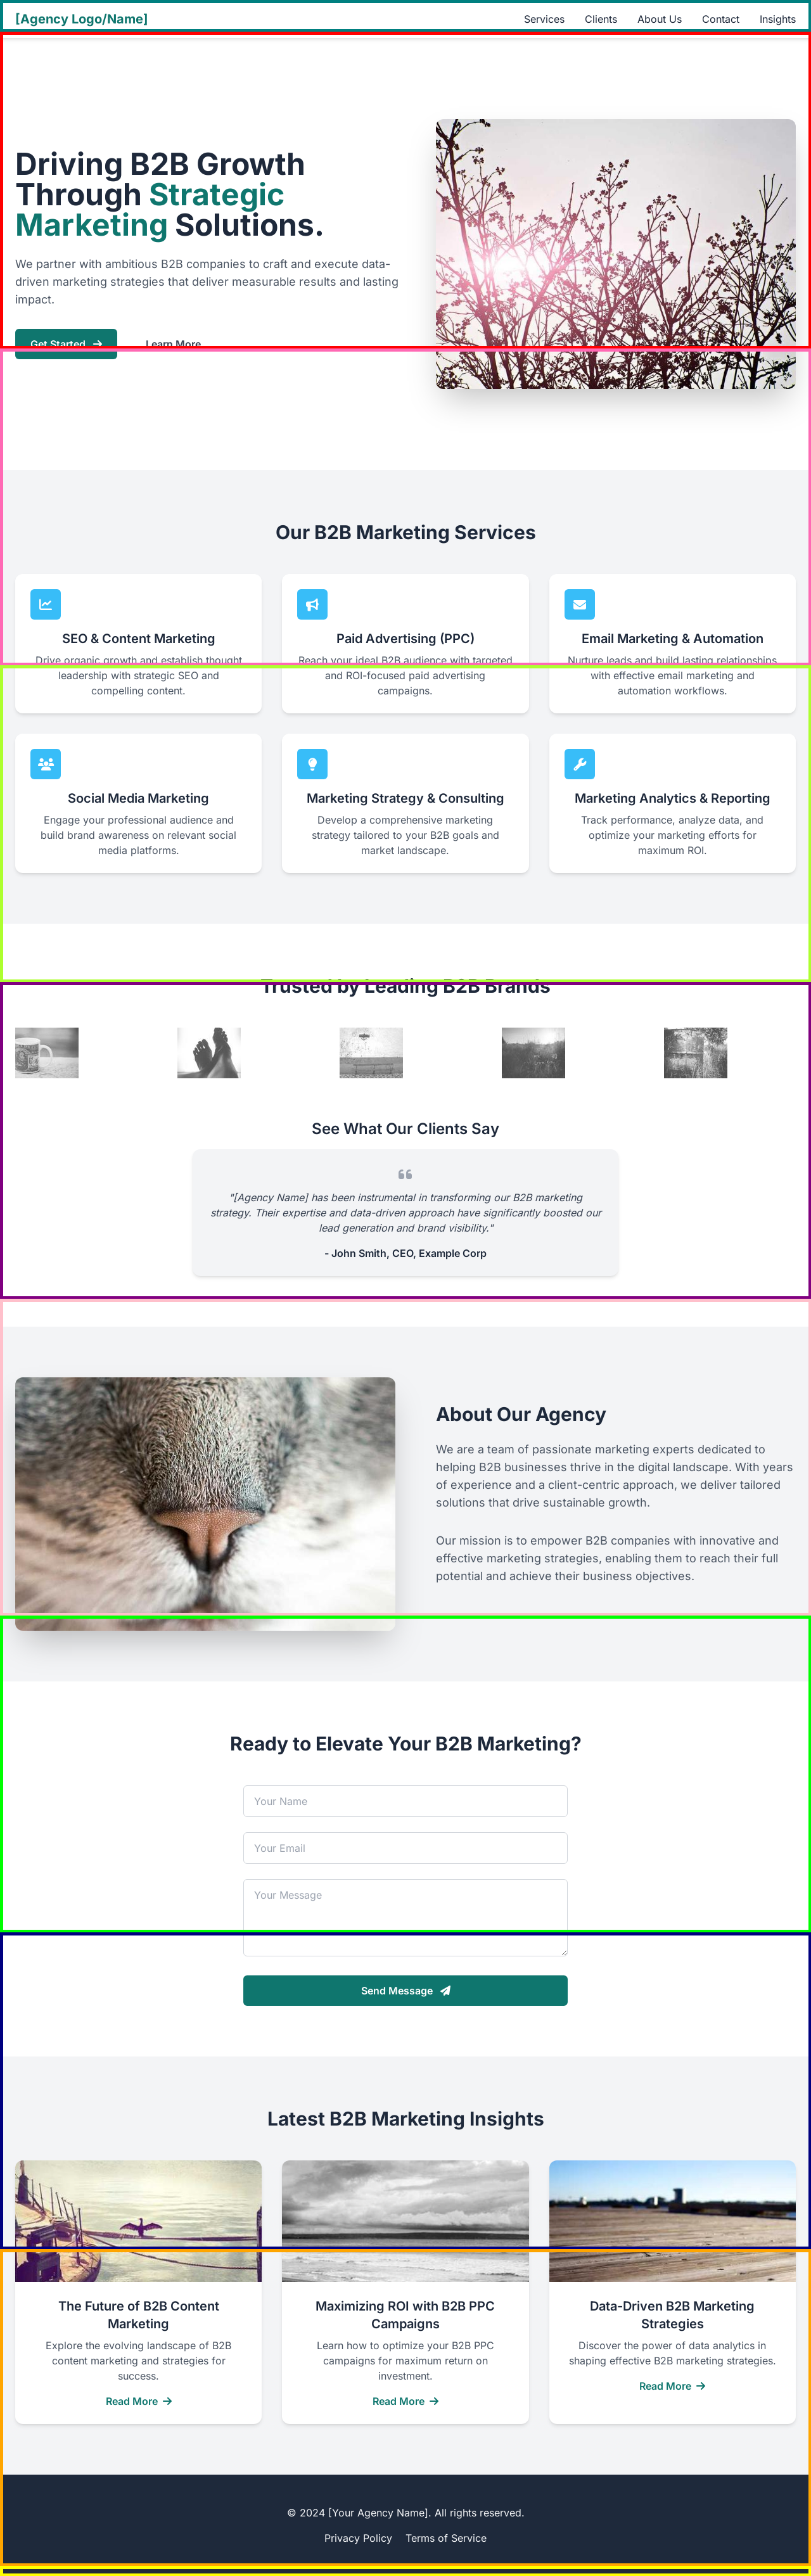 [Agency Logo/Name]
Services Clients About Us Contact Insights
Driving B2B Growth
Through Strategic
Marketing Solutions.
We partner with ambitious B2B companies to craft and execute data-
driven marketing strategies that deliver measurable results and lasting
impact.
Get Started
Learn More
Our B2B Marketing Services
SEO & Content Marketing
Drive organic growth and establish thought
leadership with strategic SEO and
compelling content.
Paid Advertising (PPC)
Reach your ideal B2B audience with targeted
and ROI-focused paid advertising
campaigns.
Email Marketing & Automation
Nurture leads and build lasting relationships
with effective email marketing and
automation workflows.
Social Media Marketing
Engage your professional audience and
build brand awareness on relevant social
media platforms.
Marketing Strategy & Consulting
Develop a comprehensive marketing
strategy tailored to your B2B goals and
market landscape.
Marketing Analytics & Reporting
Track performance, analyze data, and
optimize your marketing efforts for
maximum ROI.
Trusted by Leading B2B Brands
See What Our Clients Say
"[Agency Name] has been instrumental in transforming our B2B marketing
strategy. Their expertise and data-driven approach have significantly boosted our
lead generation and brand visibility."
- John Smith, CEO, Example Corp
About Our Agency
We are a team of passionate marketing experts dedicated to
helping B2B businesses thrive in the digital landscape. With years
of experience and a client-centric approach, we deliver tailored
solutions that drive sustainable growth.
Our mission is to empower B2B companies with innovative and
effective marketing strategies, enabling them to reach their full
potential and achieve their business objectives.
Ready to Elevate Your B2B Marketing?
Your Name
Your Email
Your Message
Send Message
Latest B2B Marketing Insights
The Future of B2B Content
Marketing
Explore the evolving landscape of B2B
content marketing and strategies for
success.
Read More
Maximizing ROI with B2B PPC
Campaigns
Learn how to optimize your B2B PPC
campaigns for maximum return on
investment.
Read More
Data-Driven B2B Marketing
Strategies
Discover the power of data analytics in
shaping effective B2B marketing strategies.
Read More
© 2024 [Your Agency Name]. All rights reserved.
Privacy Policy Terms of Service